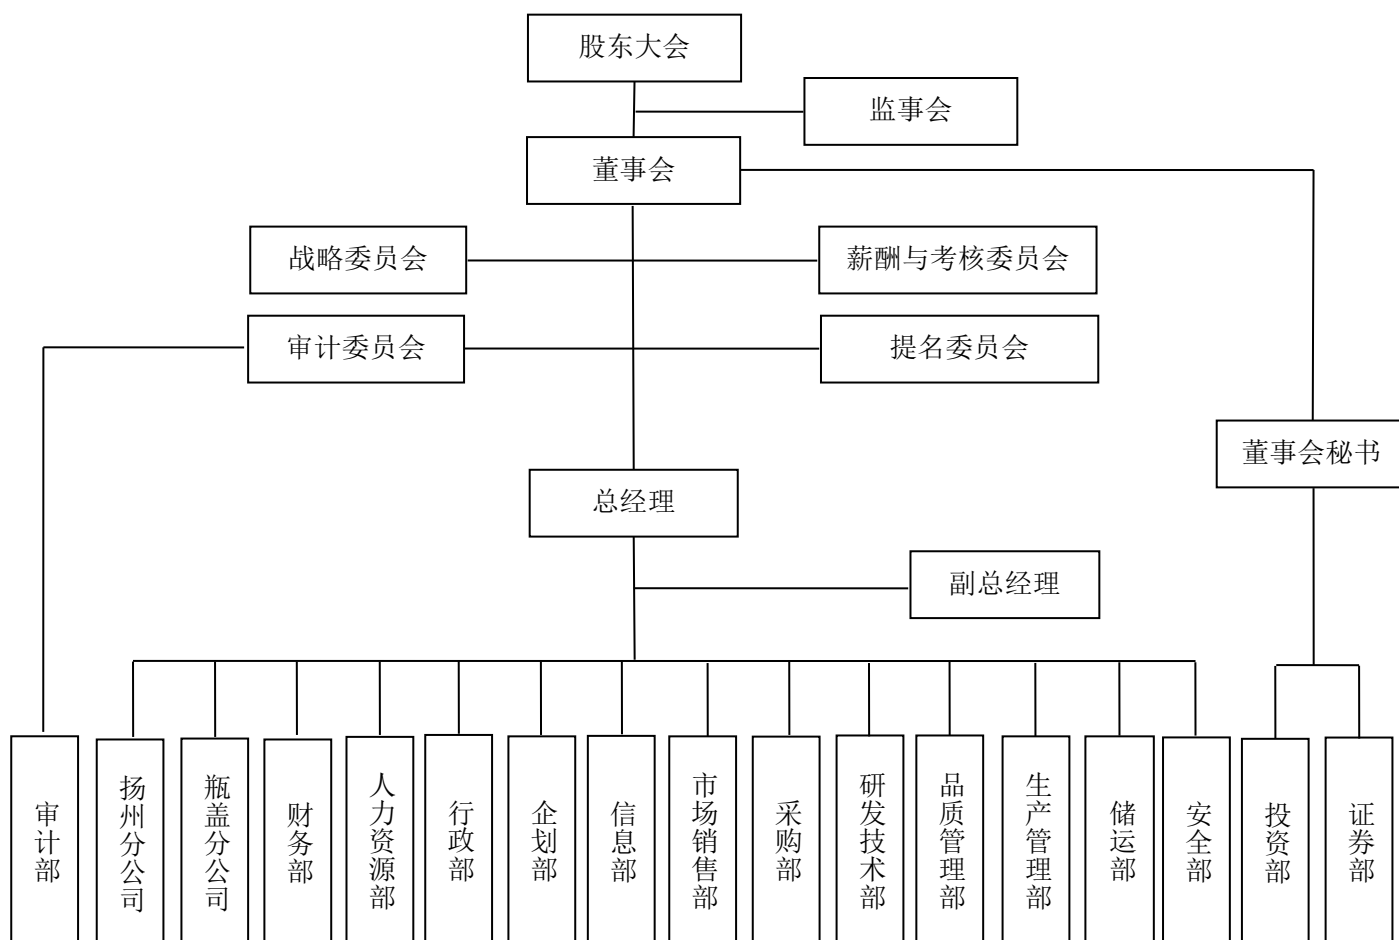 股东大会
监事会
董事会
战略委员会
薪酬与考核委员会
审计委员会
提名委员会
董事会秘书
总经理
副总经理
审计部
扬州分公司
瓶盖分公司
财务部
人力资源部
行政部
企划部
信息部
市场销售部
采购部
研发技术部
品质管理部
生产管理部
储运部
安全部
投资部
证券部